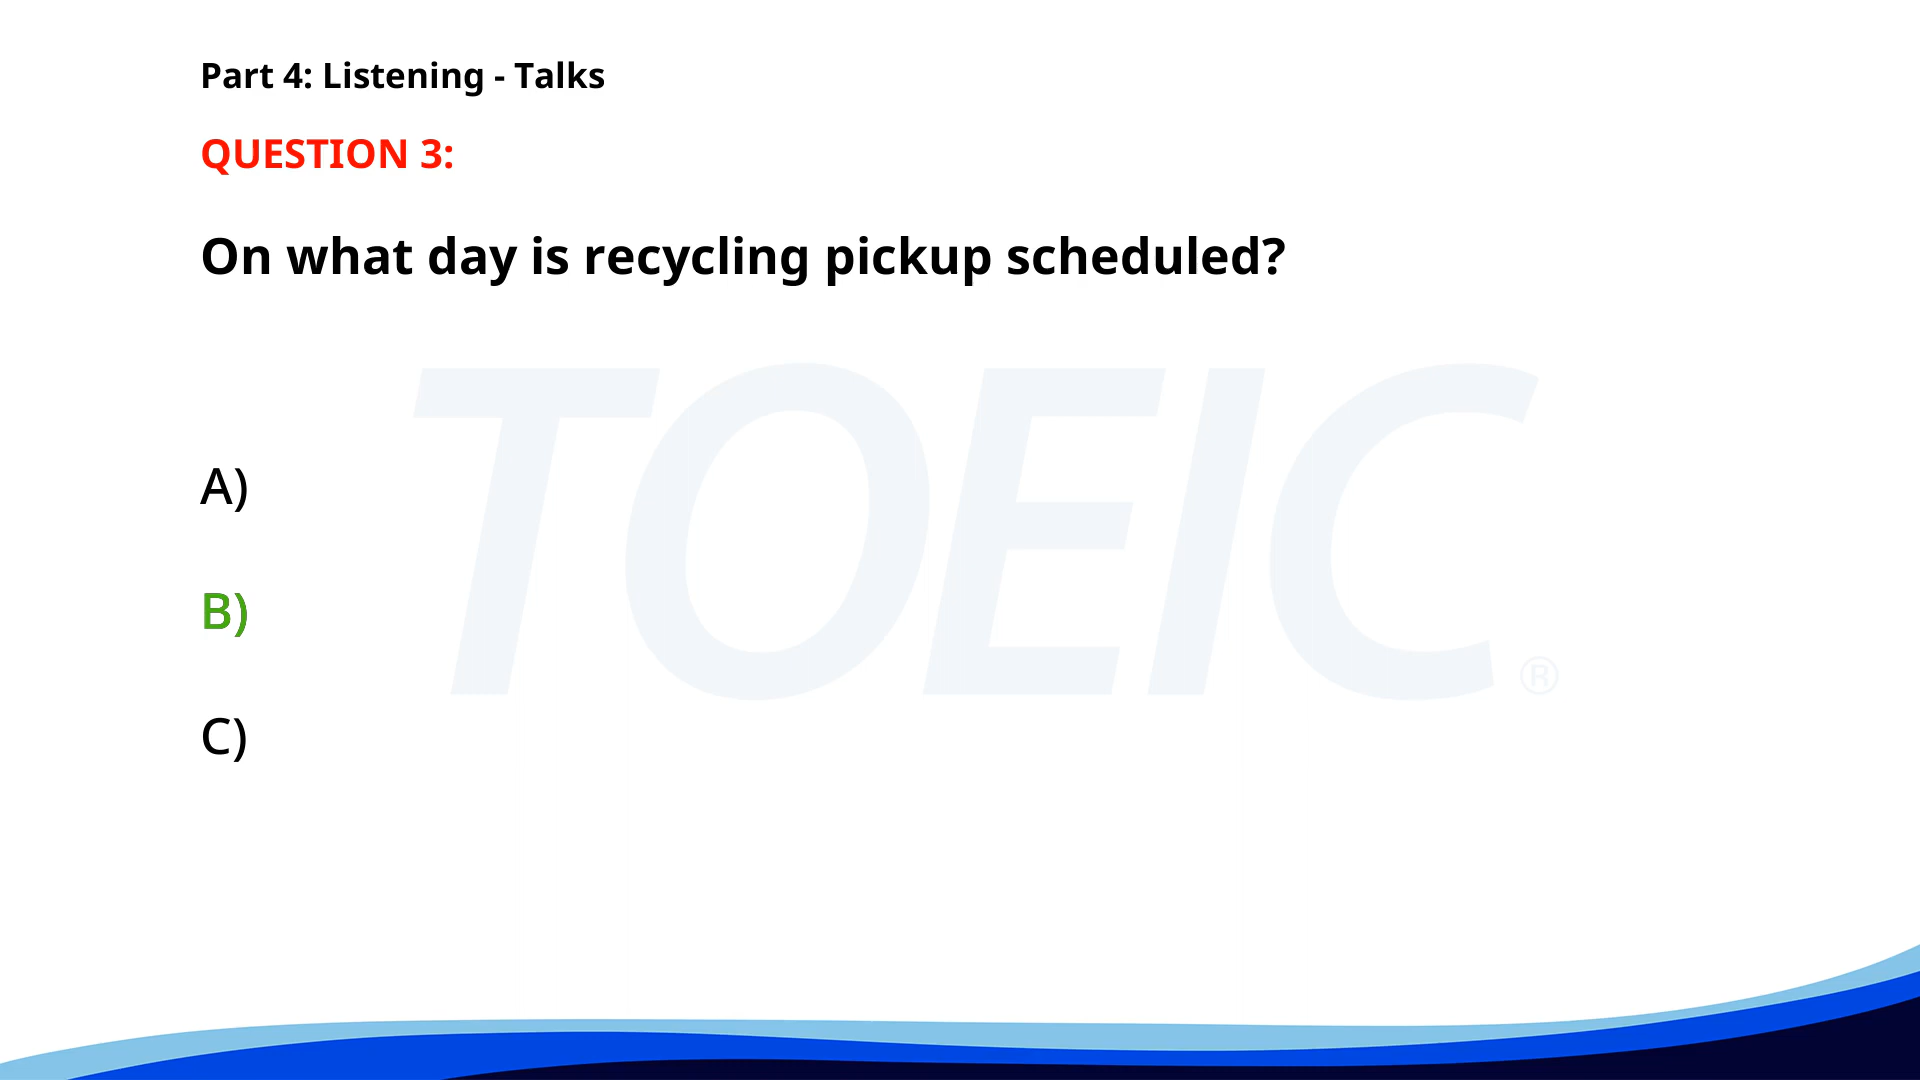 Part 4: Listening - Talks
QUESTION 3:
On what day is recycling pickup scheduled?
TOEIC®
A)
B)
C)